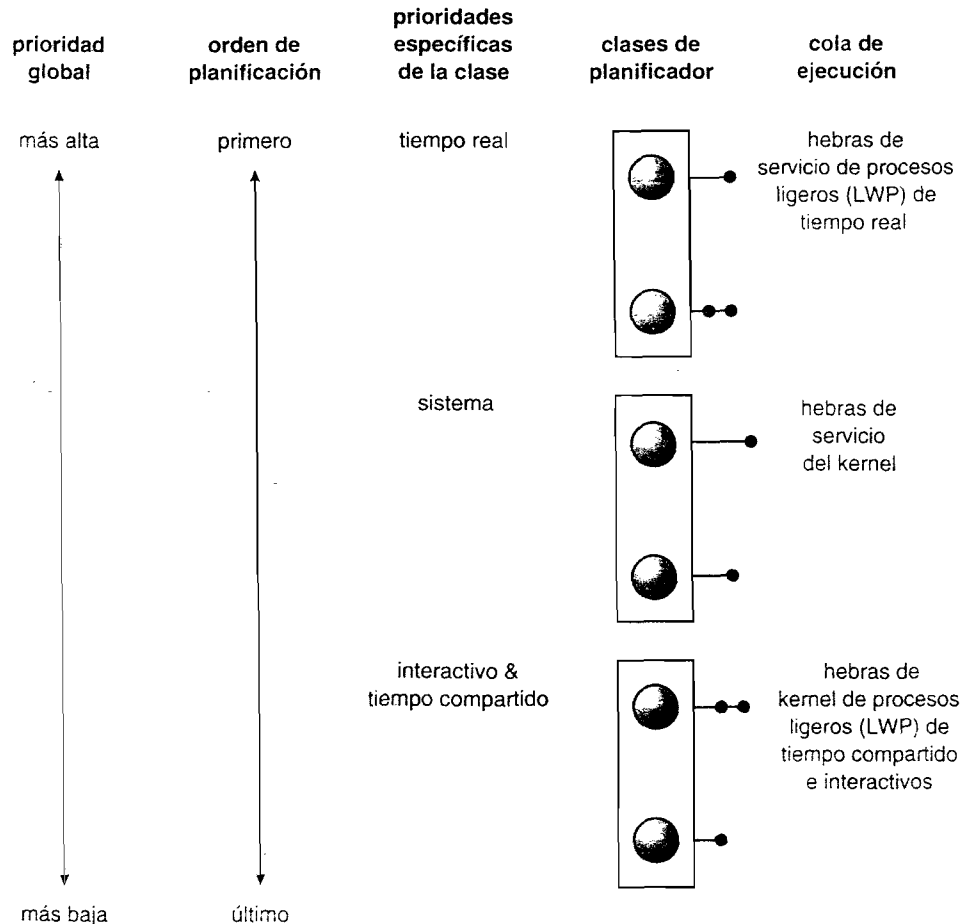 prioridad
global
orden de
planificación
prioridades
específicas
de la clase
clases de
planificador
cola de
ejecución
más alta
primero
tiempo real
hebras de
servicio de procesos
ligeros (LWP) de
tiempo real
sistema
hebras de
servicio
del kernel
interactivo &
tiempo compartido
hebras de
kernel de procesos
ligeros (LWP) de
tiempo compartido
e interactivos
más baja
último